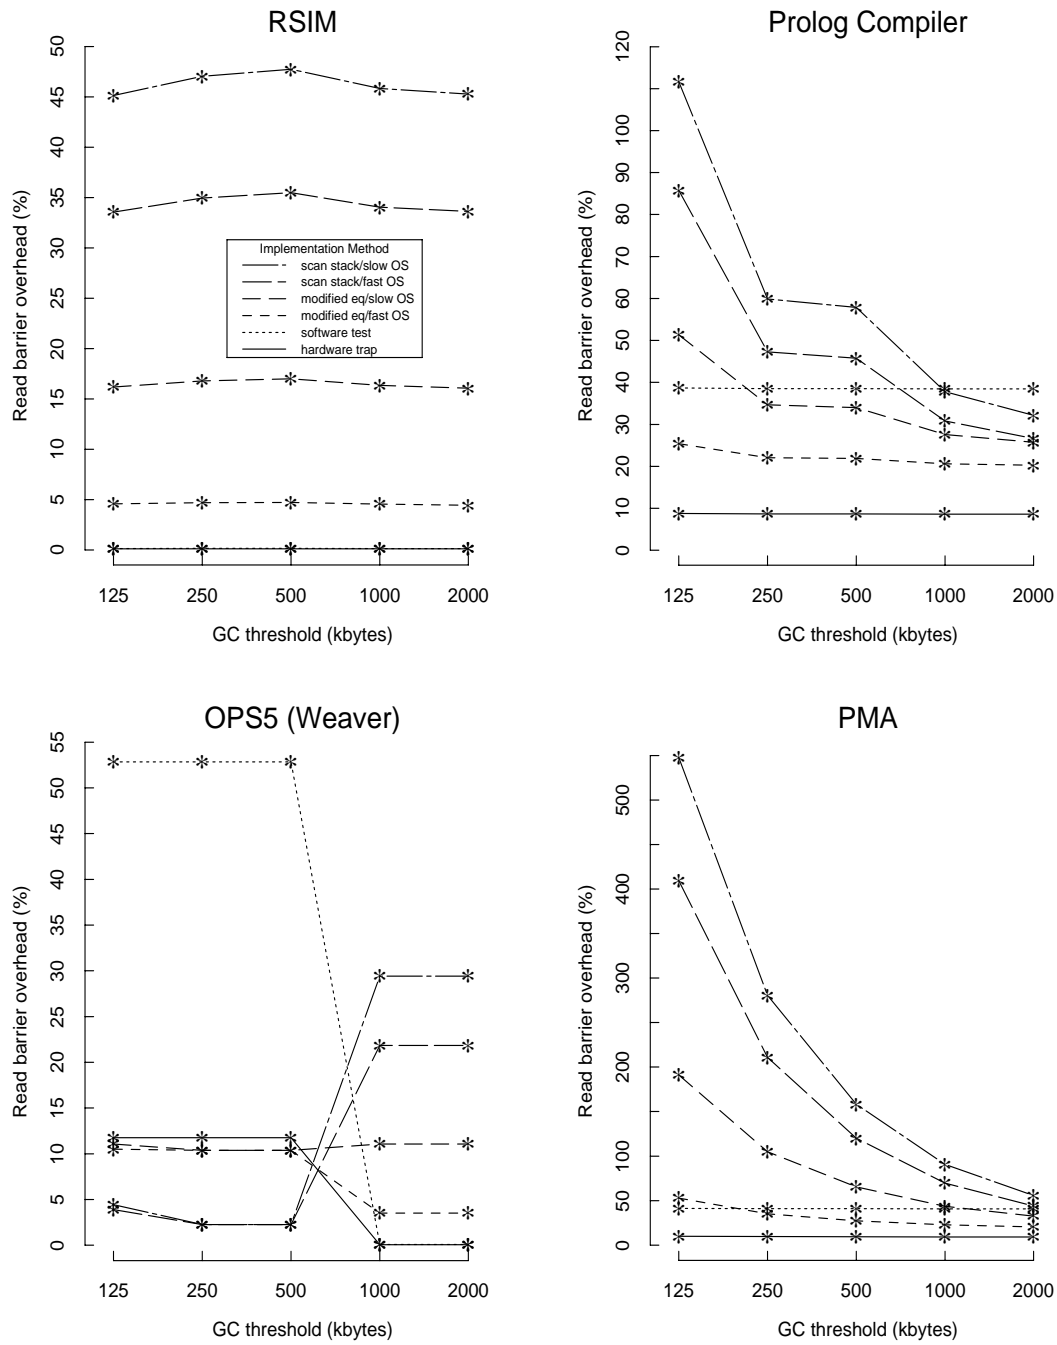 RSIM
Read barrier overhead (%)
50
45
40
35
30
25
20
15
10
5
0
Implementation Method
scan stack/slow OS
scan stack/fast OS
modified eq/slow OS
modified eq/fast OS
software test
hardware trap
125 250 500 1000 2000
GC threshold (kbytes)
Prolog Compiler
Read barrier overhead (%)
120
100
90
80
70
60
50
40
30
20
10
0
125 250 500 1000 2000
GC threshold (kbytes)
OPS5 (Weaver)
Read barrier overhead (%)
55
50
45
40
35
30
25
20
15
10
5
0
125 250 500 1000 2000
GC threshold (kbytes)
PMA
Read barrier overhead (%)
500
400
300
200
100
50
0
125 250 500 1000 2000
GC threshold (kbytes)